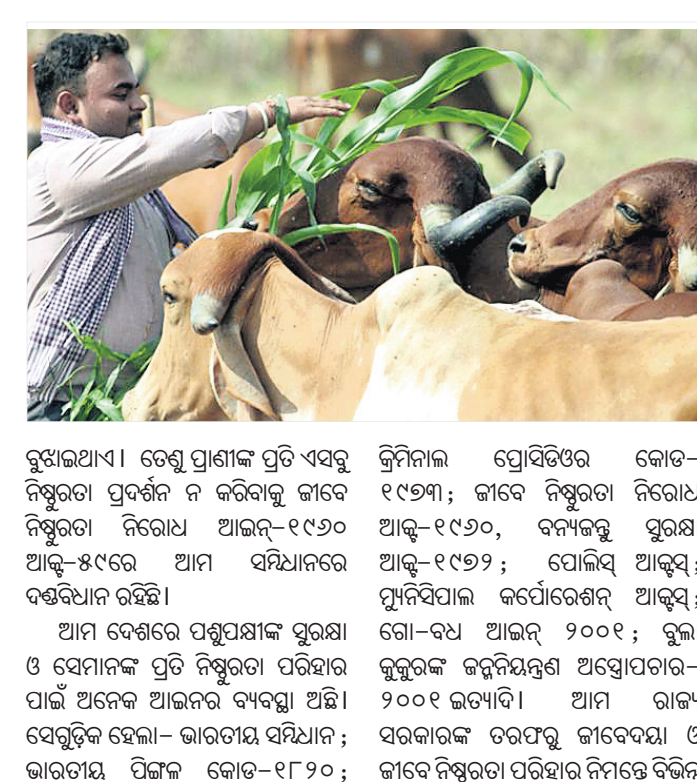 ବୁଝାଇଥାଏ। ତେଣୁ ପ୍ରାଣୀଙ୍କ ପ୍ରତି ଏସବୁ
ନିଷ୍ଠୁରତା ପ୍ରଦର୍ଶନ ନ କରିବାକୁ ଜୀବେ
ନିଷ୍ଠୁରତା ନିରୋଧ ଆଇନ୍-୧୯୬୦
ଆକ୍ଟ-୫୯ରେ ଆମ ସମ୍ବିଧାନରେ
ଦଣ୍ଡବିଧାନ ରହିଛି।
ଆମ ଦେଶରେ ପଶୁପକ୍ଷୀଙ୍କ ସୁରକ୍ଷା
ଓ ସେମାନଙ୍କ ପ୍ରତି ନିଷ୍ଠୁରତା ପରିହାର
ପାଇଁ ଅନେକ ଆଇନର ବ୍ୟବସ୍ଥା ଅଛି।
ସେଗୁଡ଼ିକ ହେଲା- ଭାରତୀୟ ସମ୍ବିଧାନ ;
ଭାରତୀୟ ପିଙ୍ଗଳ କୋଡ-୧୮୨୦ ;
କ୍ରିମିନାଲ ପ୍ରୋସିଡିଓର କୋଡ-
୧୯୭୩ ; ଜୀବେ ନିଷ୍ଠୁରତା ନିରୋଧ
ଆକ୍ଟ-୧୯୬୦, ବନ୍ୟଜନ୍ତୁ ସୁରକ୍ଷା
ଆକ୍ଟ-୧୯୭୨ ; ପୋଲିସ୍ ଆକ୍ଟସ୍ ;
ମ୍ୟୁନିସିପାଲ କର୍ପୋରେଶନ୍ ଆକ୍ଟସ୍ ;
ଗୋ-ବଧ ଆଇନ୍ ୨୦୦୧ ; ବୁଲା
କୁକୁରଙ୍କ ଜନ୍ମନିୟନ୍ତ୍ରଣ ଅସ୍ତ୍ରୋପଚାର-
୨୦୦୧ ଇତ୍ୟାଦି। ଆମ ରାଜ୍ୟ
ସରକାରଙ୍କ ତରଫରୁ ଜୀବେଦୟା ଓ
ଜୀବେ ନିଷ୍ଠୁରତା ପରିହାର ନିମନ୍ତେ ବିଭିନ୍ନ